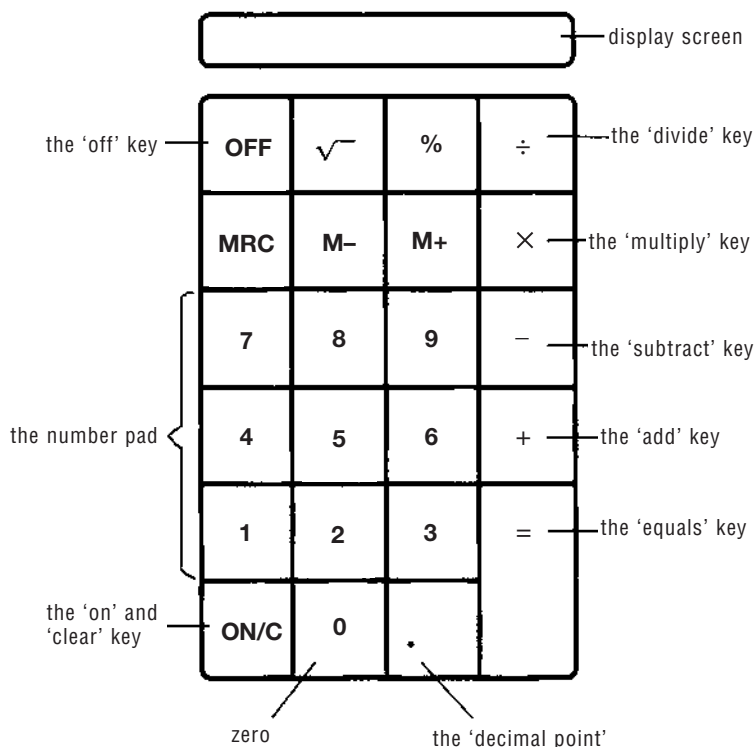 display screen
the ‘off’ key
OFF
√
%
÷
the ‘divide’ key
MRC
M–
M+
×
the ‘multiply’ key
7
8
9
–
the ‘subtract’ key
the number pad
4
5
6
+
the ‘add’ key
1
2
3
=
the ‘equals’ key
the ‘on’ and
‘clear’ key
ON/C
0
.
zero
the ‘decimal point’